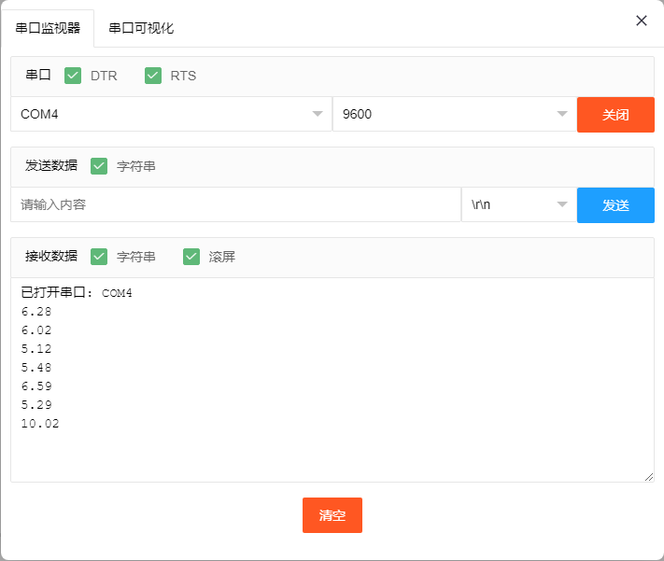 串口监视器 串口可视化
串口 DTR RTS
COM4 9600 关闭
发送数据 字符串
请输入内容 \r\n 发送
接收数据 字符串 滚屏
已打开串口: COM4
6.28
6.02
5.12
5.48
6.59
5.29
10.02
清空